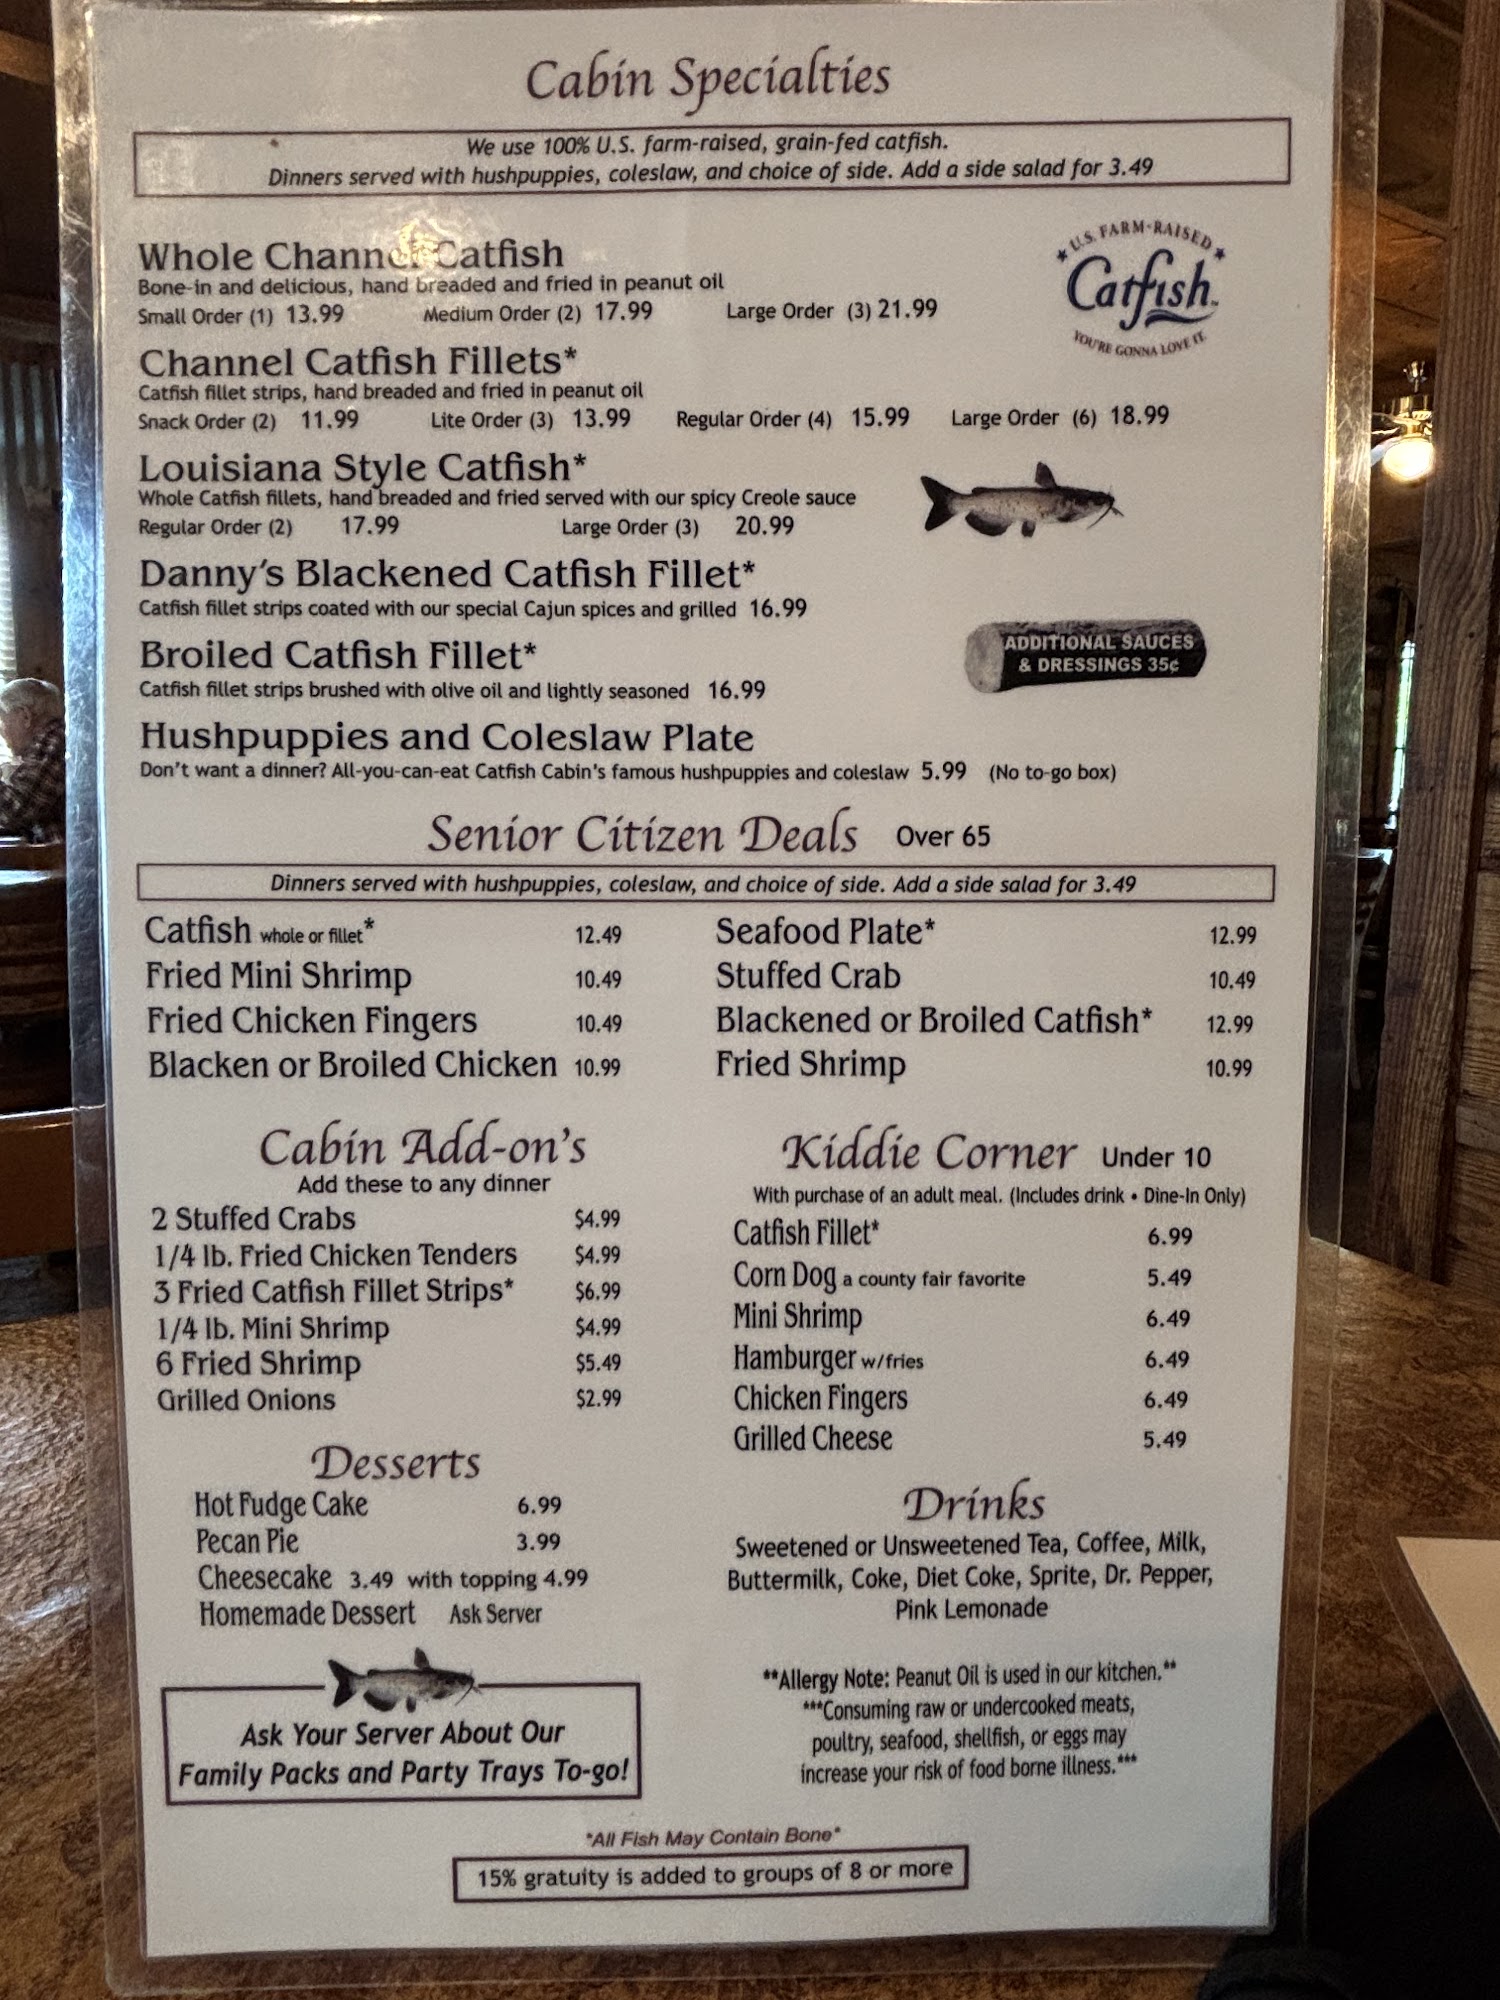 Cabin Specialties
We use 100% U.S. farm-raised, grain-fed catfish.
Dinners served with hushpuppies, coleslaw, and choice of side. Add a side salad for 3.49
Whole Channel Catfish
Bone-in and delicious, hand breaded and fried in peanut oil
Small Order (1) 13.99 Medium Order (2) 17.99 Large Order (3) 21.99
★ U.S. FARM-RAISED ★
Catfish™
YOU'RE GONNA LOVE IT.
Channel Catfish Fillets*
Catfish fillet strips, hand breaded and fried in peanut oil
Snack Order (2) 11.99 Lite Order (3) 13.99 Regular Order (4) 15.99 Large Order (6) 18.99
Louisiana Style Catfish*
Whole Catfish fillets, hand breaded and fried served with our spicy Creole sauce
Regular Order (2) 17.99 Large Order (3) 20.99
Danny's Blackened Catfish Fillet*
Catfish fillet strips coated with our special Cajun spices and grilled 16.99
ADDITIONAL SAUCES
& DRESSINGS 35¢
Broiled Catfish Fillet*
Catfish fillet strips brushed with olive oil and lightly seasoned 16.99
Hushpuppies and Coleslaw Plate
Don't want a dinner? All-you-can-eat Catfish Cabin's famous hushpuppies and coleslaw 5.99 (No to-go box)
Senior Citizen Deals Over 65
Dinners served with hushpuppies, coleslaw, and choice of side. Add a side salad for 3.49
Catfish whole or fillet* 12.49
Fried Mini Shrimp 10.49
Fried Chicken Fingers 10.49
Blacken or Broiled Chicken 10.99
Seafood Plate* 12.99
Stuffed Crab 10.49
Blackened or Broiled Catfish* 12.99
Fried Shrimp 10.99
Cabin Add-on's
Add these to any dinner
2 Stuffed Crabs $4.99
1/4 lb. Fried Chicken Tenders $4.99
3 Fried Catfish Fillet Strips* $6.99
1/4 lb. Mini Shrimp $4.99
6 Fried Shrimp $5.49
Grilled Onions $2.99
Desserts
Hot Fudge Cake 6.99
Pecan Pie 3.99
Cheesecake 3.49 with topping 4.99
Homemade Dessert Ask Server
Ask Your Server About Our
Family Packs and Party Trays To-go!
Kiddie Corner Under 10
With purchase of an adult meal. (Includes drink • Dine-In Only)
Catfish Fillet* 6.99
Corn Dog a county fair favorite 5.49
Mini Shrimp 6.49
Hamburger w/fries 6.49
Chicken Fingers 6.49
Grilled Cheese 5.49
Drinks
Sweetened or Unsweetened Tea, Coffee, Milk,
Buttermilk, Coke, Diet Coke, Sprite, Dr. Pepper,
Pink Lemonade
**Allergy Note: Peanut Oil is used in our kitchen.**
***Consuming raw or undercooked meats,
poultry, seafood, shellfish, or eggs may
increase your risk of food borne illness.***
*All Fish May Contain Bone*
15% gratuity is added to groups of 8 or more